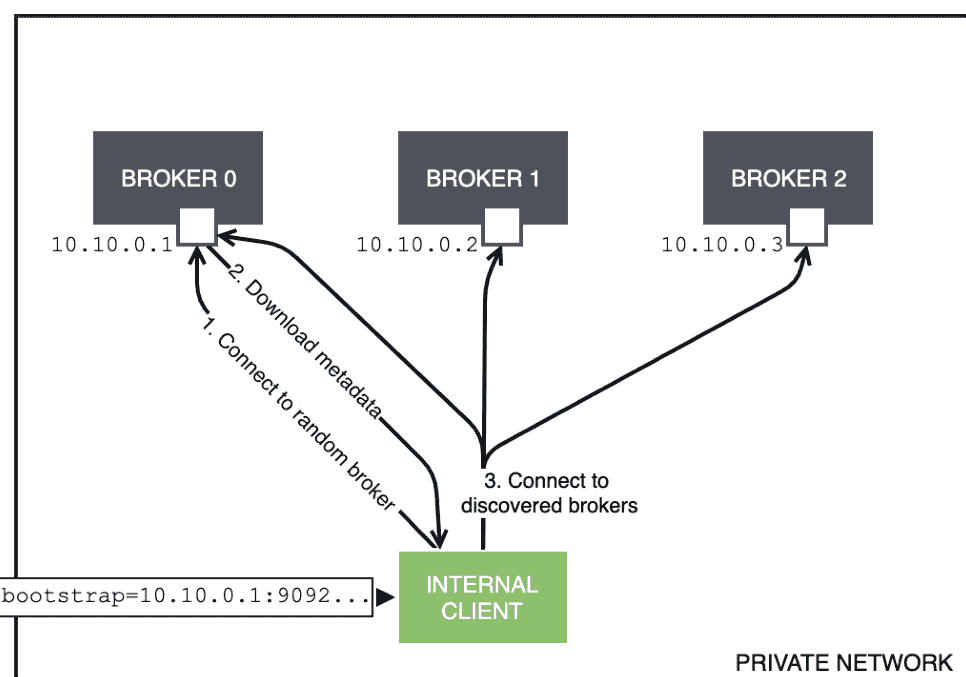 BROKER 0
BROKER 1
BROKER 2
10.10.0.1
10.10.0.2
10.10.0.3
2. Download metadata
1. Connect to random broker
3. Connect to
discovered brokers
bootstrap=10.10.0.1:9092...
INTERNAL
CLIENT
PRIVATE NETWORK